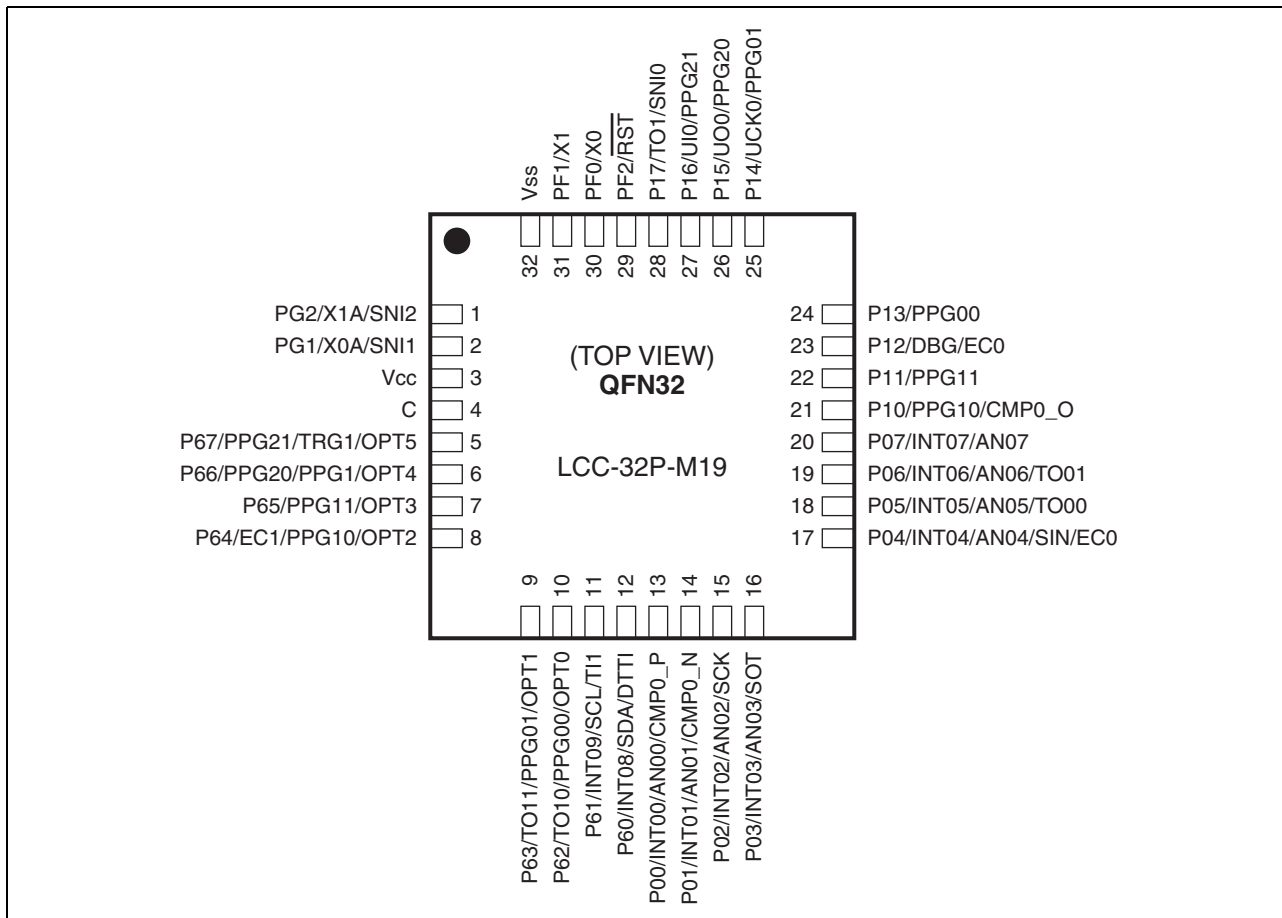 Vss
PF1/X1
PF0/X0
PF2/RST
P17/TO1/SNI0
P16/UI0/PPG21
P15/UO0/PPG20
P14/UCK0/PPG01
32
31
30
29
28
27
26
25
PG2/X1A/SNI2
1
PG1/X0A/SNI1
2
Vcc
3
C
4
P67/PPG21/TRG1/OPT5
5
P66/PPG20/PPG1/OPT4
6
P65/PPG11/OPT3
7
P64/EC1/PPG10/OPT2
8
(TOP VIEW)
QFN32
LCC-32P-M19
24
P13/PPG00
23
P12/DBG/EC0
22
P11/PPG11
21
P10/PPG10/CMP0_O
20
P07/INT07/AN07
19
P06/INT06/AN06/TO01
18
P05/INT05/AN05/TO00
17
P04/INT04/AN04/SIN/EC0
9
10
11
12
13
14
15
16
P63/TO11/PPG01/OPT1
P62/TO10/PPG00/OPT0
P61/INT09/SCL/TI1
P60/INT08/SDA/DTTI
P00/INT00/AN00/CMP0_P
P01/INT01/AN01/CMP0_N
P02/INT02/AN02/SCK
P03/INT03/AN03/SOT